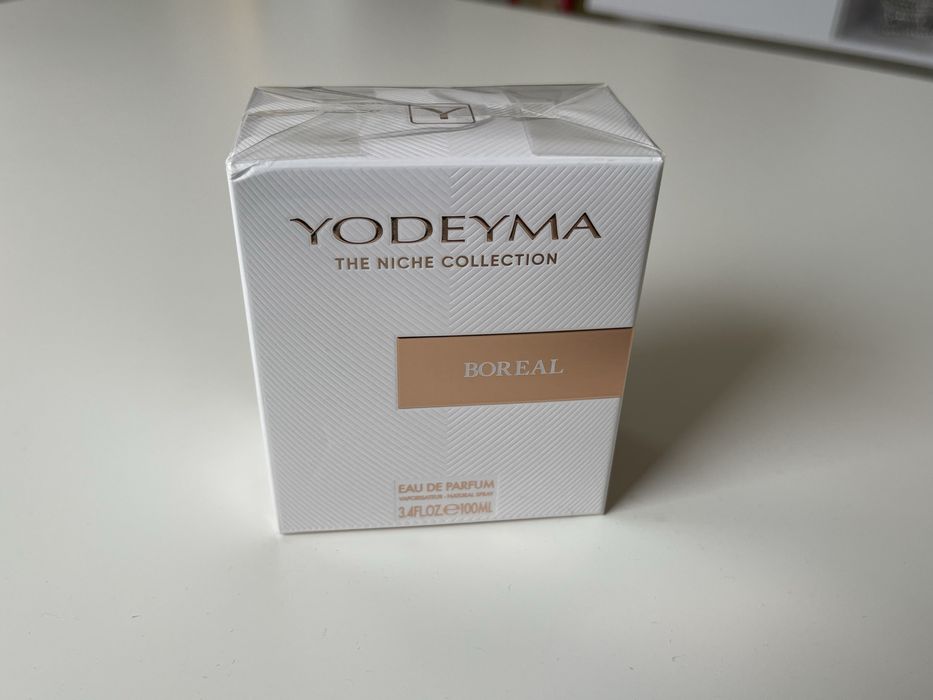 Y
YODEYMA
THE NICHE COLLECTION
BOREAL
EAU DE PARFUM
VAPORISATEUR - NATURAL SPRAY
3.4FL.OZ.℮100ML